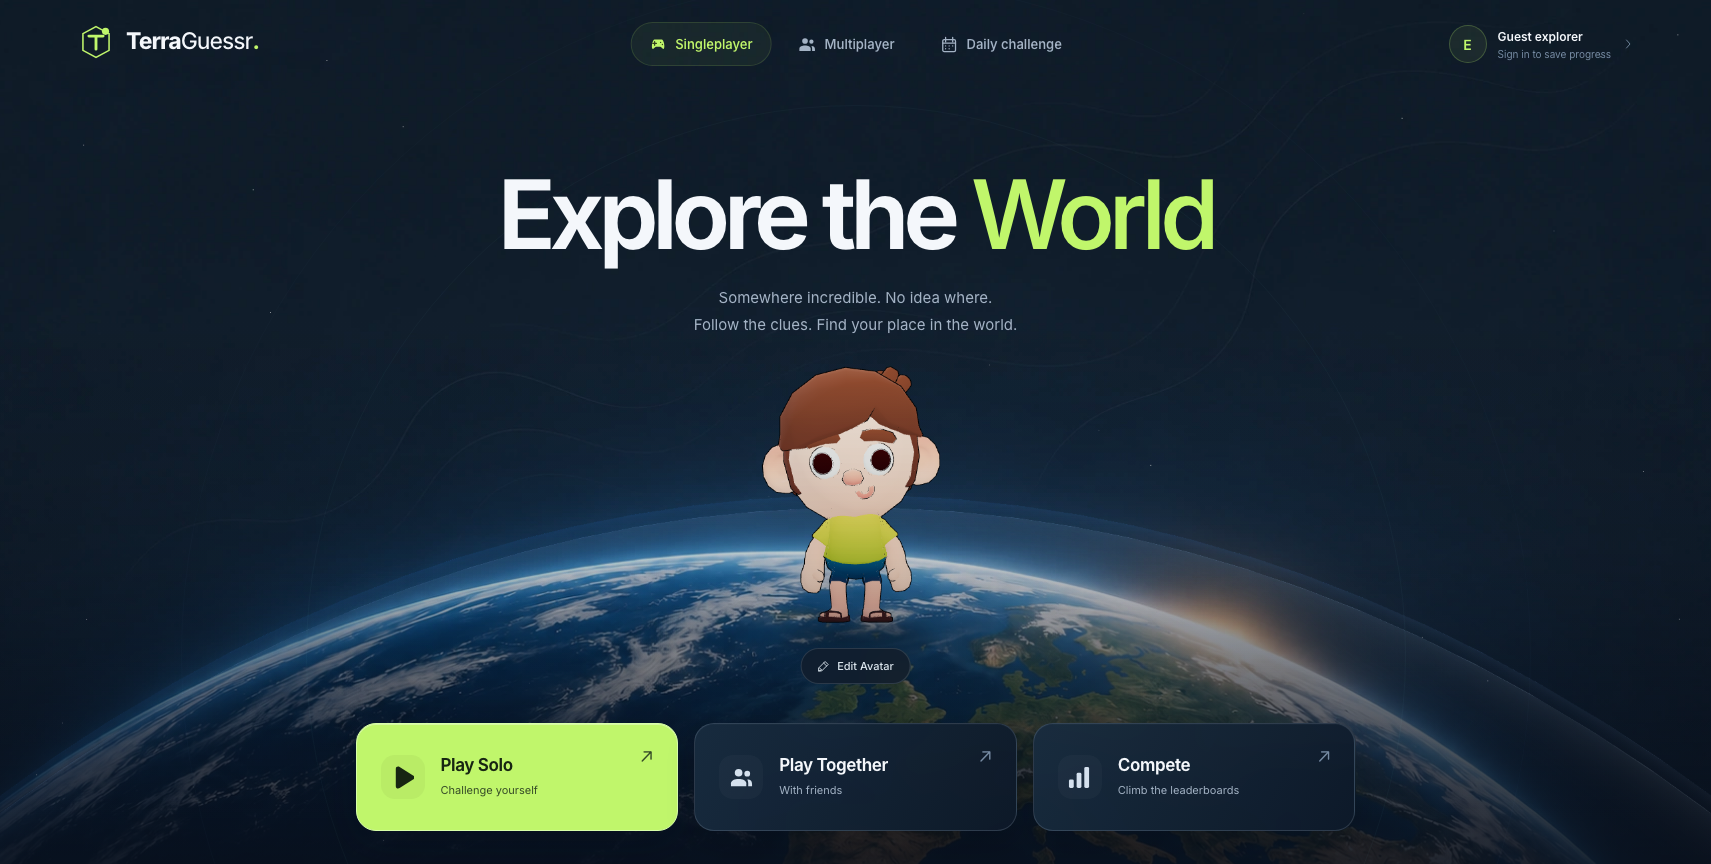 TerraGuessr.
Singleplayer
Multiplayer
Daily challenge
E
Guest explorer
Sign in to save progress
Explore the World
Somewhere incredible. No idea where.
Follow the clues. Find your place in the world.
Edit Avatar
Play Solo
Challenge yourself
Play Together
With friends
Compete
Climb the leaderboards